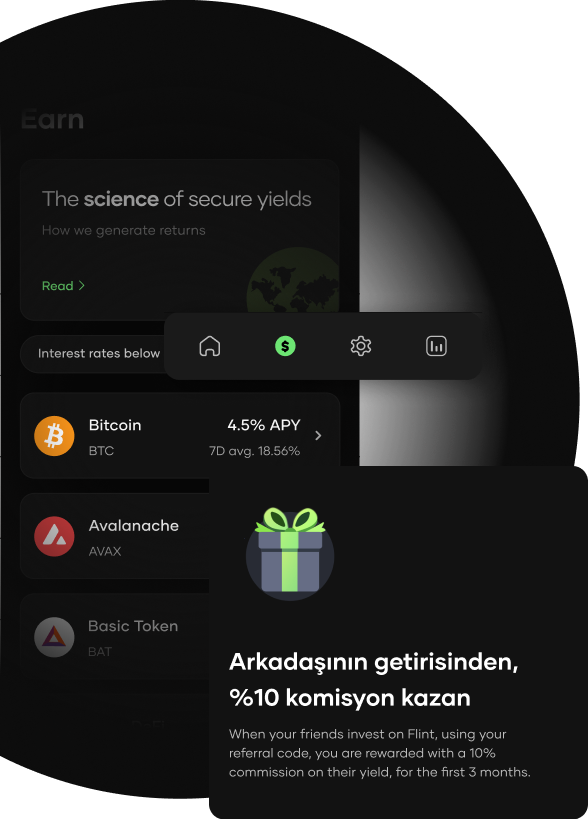 Earn
The science of secure yields
How we generate returns
Read >
Interest rates below
Bitcoin
4.5% APY
BTC
7D avg. 18.56%
Avalanache
AVAX
Basic Token
BAT
Arkadaşının getirisinden,
%10 komisyon kazan
When your friends invest on Flint, using your
referral code, you are rewarded with a 10%
commission on their yield, for the first 3 months.